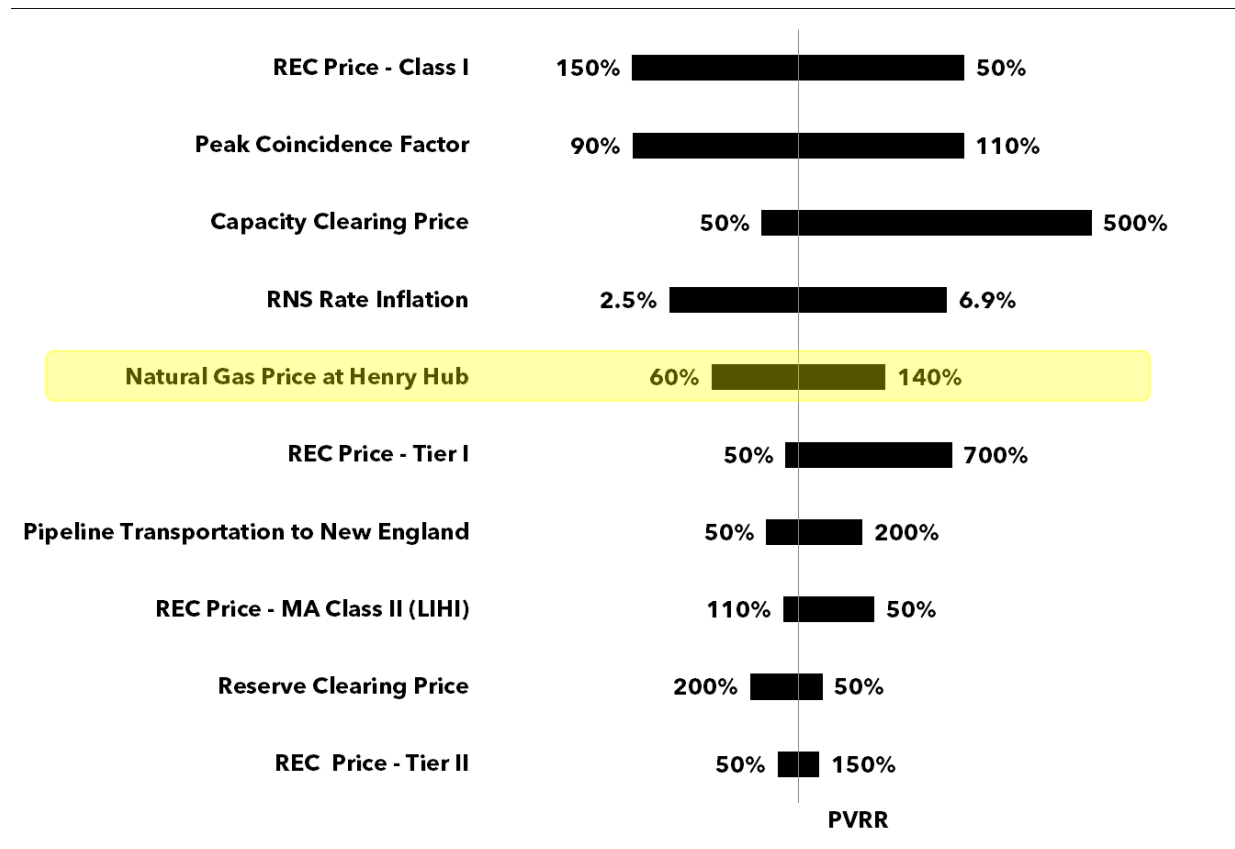 REC Price - Class I 150% 50%
Peak Coincidence Factor 90% 110%
Capacity Clearing Price 50% 500%
RNS Rate Inflation 2.5% 6.9%
Natural Gas Price at Henry Hub 60% 140%
REC Price - Tier I 50% 700%
Pipeline Transportation to New England 50% 200%
REC Price - MA Class II (LIHI) 110% 50%
Reserve Clearing Price 200% 50%
REC Price - Tier II 50% 150%
PVRR